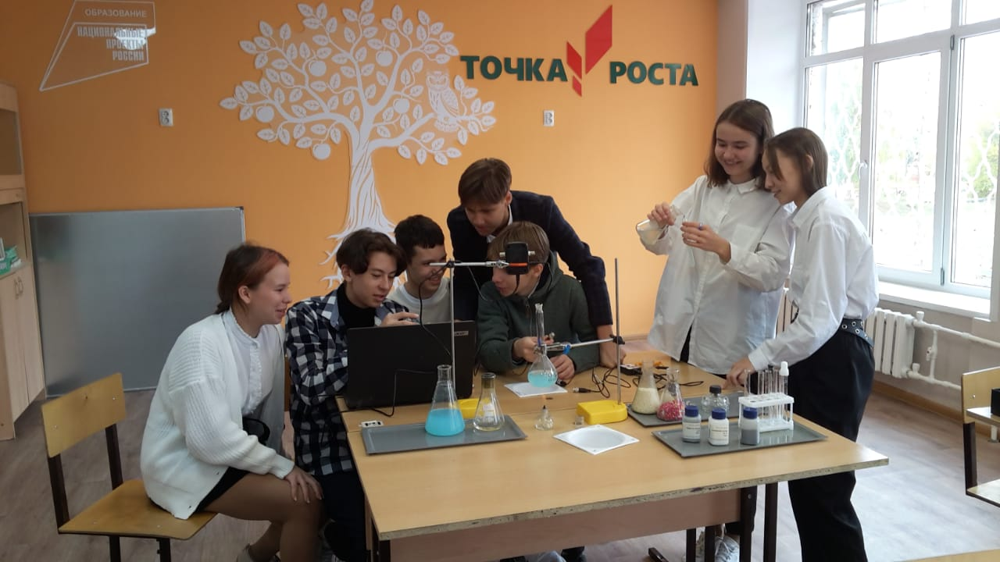 ОБРАЗОВАНИЕ
НАЦИОНАЛЬНЫЕ
ПРОЕКТЫ
РОССИИ
ТОЧКА РОСТА